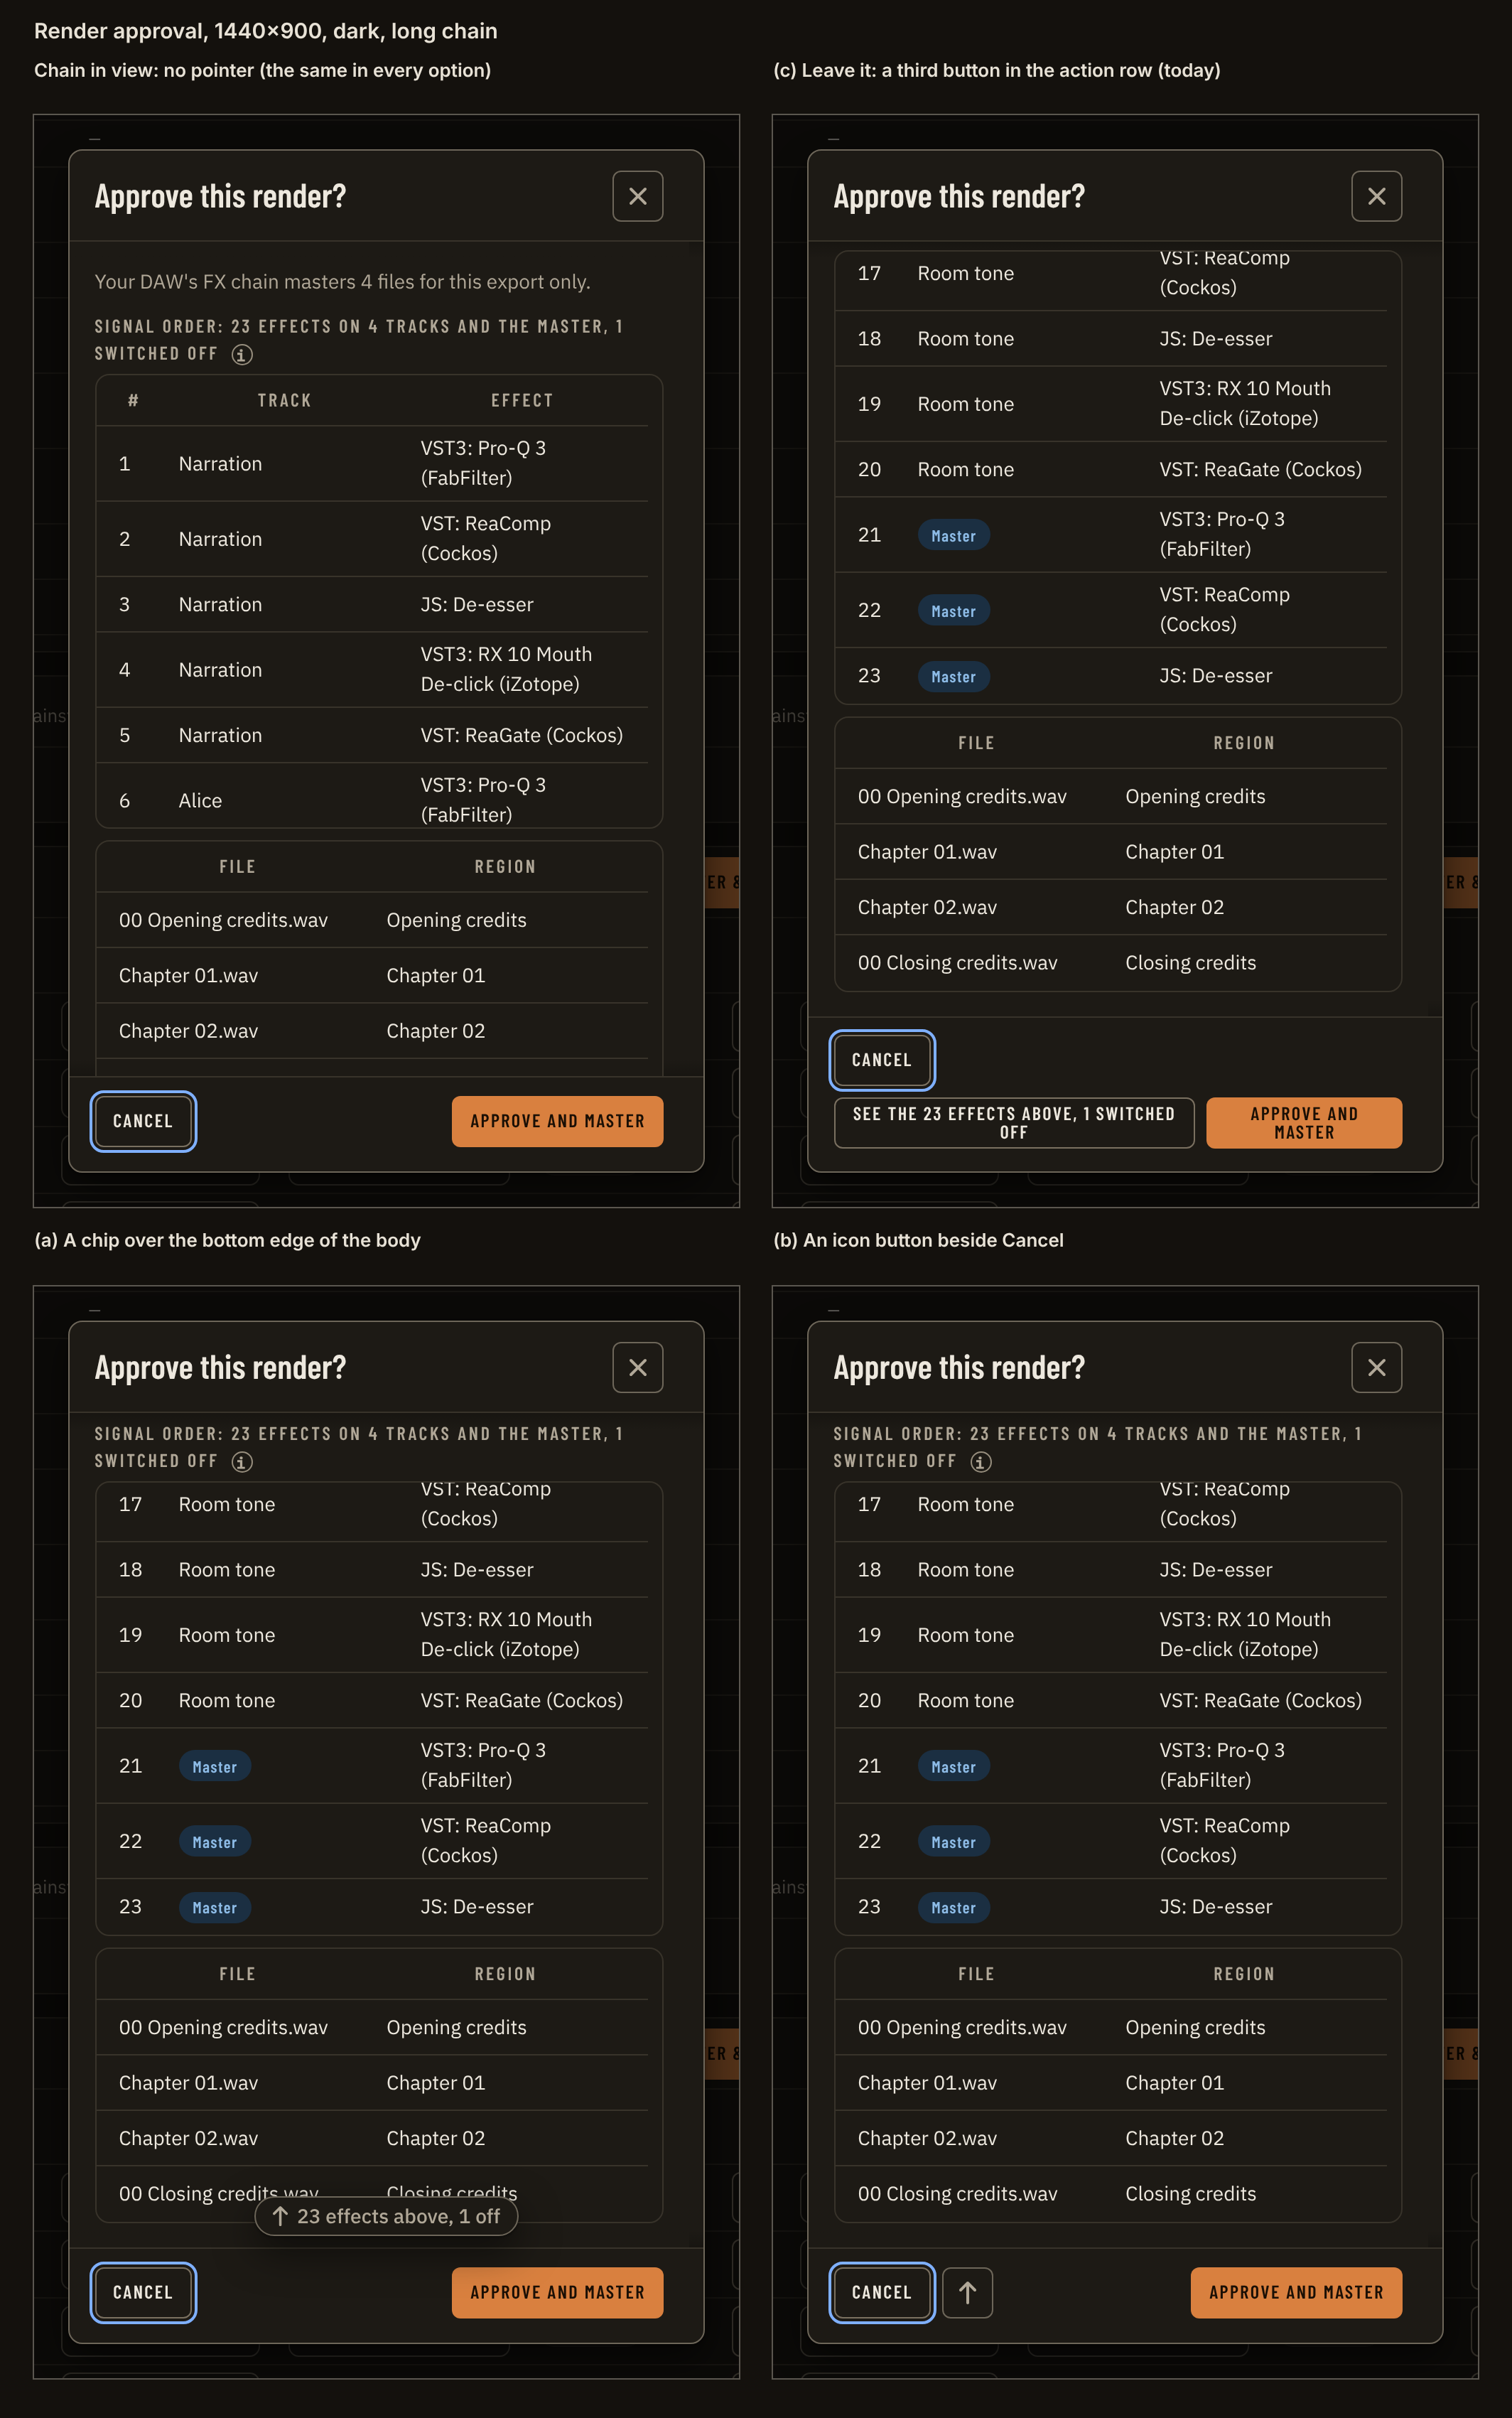 Render approval, 1440×900, dark, long chain
Chain in view: no pointer (the same in every option)
Approve this render?
Your DAW's FX chain masters 4 files for this export only.
SIGNAL ORDER: 23 EFFECTS ON 4 TRACKS AND THE MASTER, 1
SWITCHED OFF
# TRACK EFFECT
1 Narration VST3: Pro-Q 3
(FabFilter)
2 Narration VST: ReaComp
(Cockos)
3 Narration JS: De-esser
4 Narration VST3: RX 10 Mouth
De-click (iZotope)
5 Narration VST: ReaGate (Cockos)
6 Alice VST3: Pro-Q 3
(FabFilter)
FILE REGION
00 Opening credits.wav Opening credits
Chapter 01.wav Chapter 01
Chapter 02.wav Chapter 02
CANCEL APPROVE AND MASTER
ains
ER &
(c) Leave it: a third button in the action row (today)
Approve this render?
17 Room tone VST: ReaComp
(Cockos)
18 Room tone JS: De-esser
19 Room tone VST3: RX 10 Mouth
De-click (iZotope)
20 Room tone VST: ReaGate (Cockos)
21 Master VST3: Pro-Q 3
(FabFilter)
22 Master VST: ReaComp
(Cockos)
23 Master JS: De-esser
FILE REGION
00 Opening credits.wav Opening credits
Chapter 01.wav Chapter 01
Chapter 02.wav Chapter 02
00 Closing credits.wav Closing credits
CANCEL
SEE THE 23 EFFECTS ABOVE, 1 SWITCHED
OFF
APPROVE AND
MASTER
ains
ER &
(a) A chip over the bottom edge of the body
Approve this render?
SIGNAL ORDER: 23 EFFECTS ON 4 TRACKS AND THE MASTER, 1
SWITCHED OFF
17 Room tone VST: ReaComp
(Cockos)
18 Room tone JS: De-esser
19 Room tone VST3: RX 10 Mouth
De-click (iZotope)
20 Room tone VST: ReaGate (Cockos)
21 Master VST3: Pro-Q 3
(FabFilter)
22 Master VST: ReaComp
(Cockos)
23 Master JS: De-esser
FILE REGION
00 Opening credits.wav Opening credits
Chapter 01.wav Chapter 01
Chapter 02.wav Chapter 02
00 Closing credits.wav Closing credits
↑ 23 effects above, 1 off
CANCEL APPROVE AND MASTER
ains
ER &
(b) An icon button beside Cancel
Approve this render?
SIGNAL ORDER: 23 EFFECTS ON 4 TRACKS AND THE MASTER, 1
SWITCHED OFF
17 Room tone VST: ReaComp
(Cockos)
18 Room tone JS: De-esser
19 Room tone VST3: RX 10 Mouth
De-click (iZotope)
20 Room tone VST: ReaGate (Cockos)
21 Master VST3: Pro-Q 3
(FabFilter)
22 Master VST: ReaComp
(Cockos)
23 Master JS: De-esser
FILE REGION
00 Opening credits.wav Opening credits
Chapter 01.wav Chapter 01
Chapter 02.wav Chapter 02
00 Closing credits.wav Closing credits
CANCEL ↑ APPROVE AND MASTER
ains
ER &